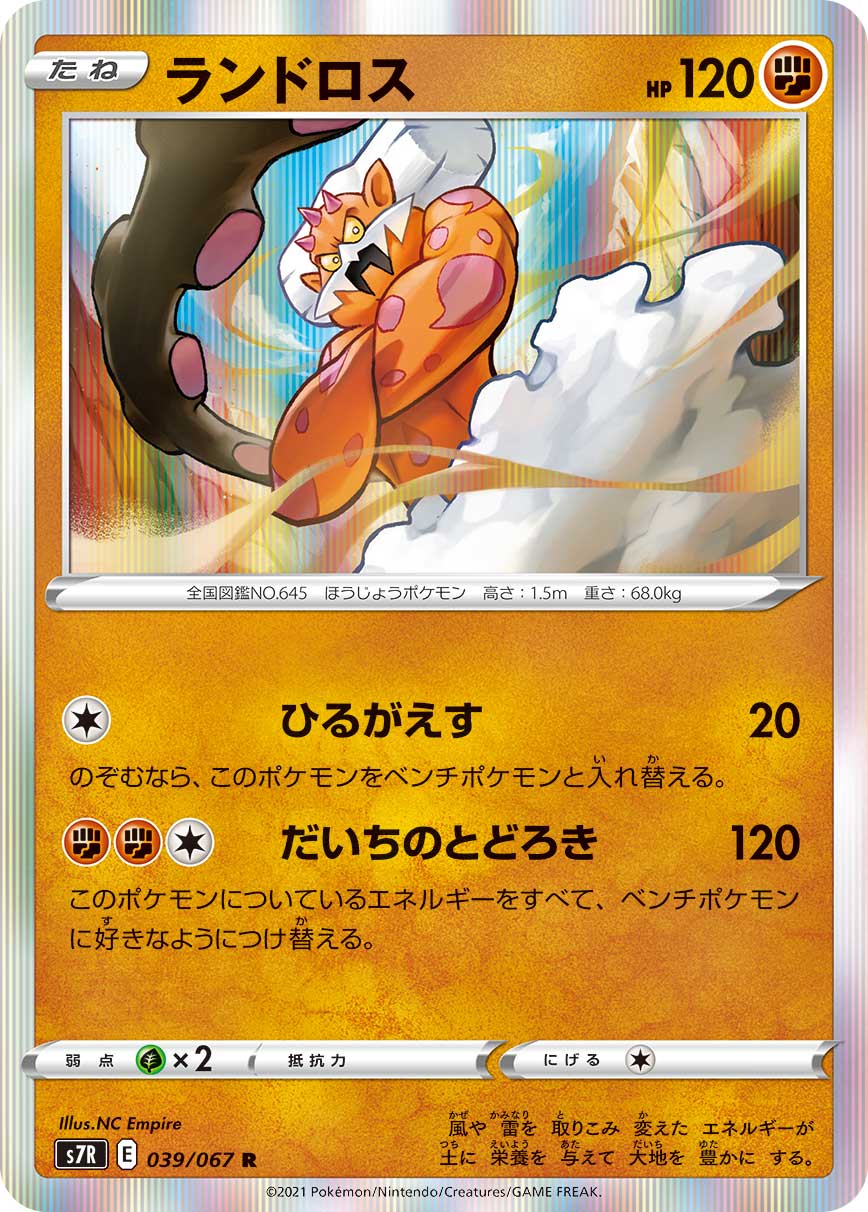 たね ランドロス HP 120
全国図鑑NO.645 ほうじょうポケモン 高さ:1.5m 重さ:68.0kg
ひるがえす 20
のぞむなら、このポケモンをベンチポケモンと入れ替える。
だいちのとどろき 120
このポケモンについているエネルギーをすべて、ベンチポケモン
に好きなようにつけ替える。
弱点 ×2 抵抗力 にげる
Illus.NC Empire
風や 雷を 取りこみ 変えた エネルギーが
土に 栄養を 与えて 大地を 豊かに する。
s7R E 039/067 R
©2021 Pokémon/Nintendo/Creatures/GAME FREAK.